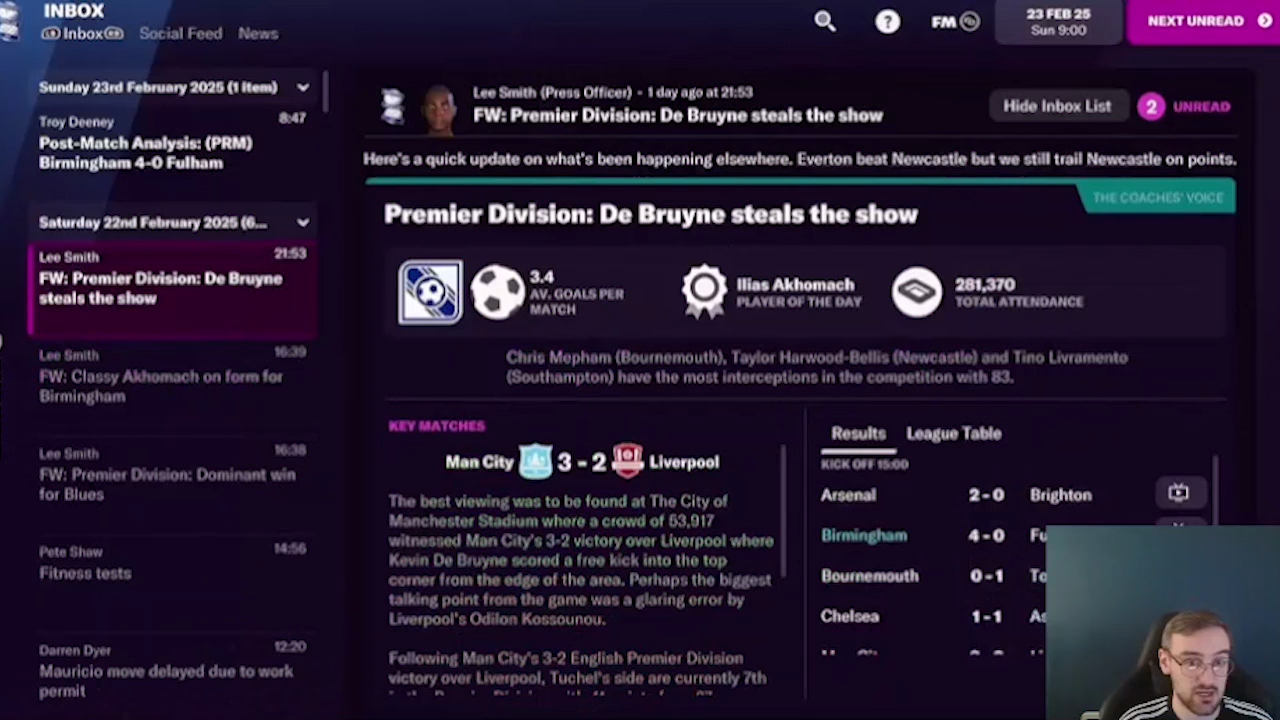 INBOX
Inbox Social Feed News
FM
23 FEB 25
Sun 9:00
NEXT UNREAD
Sunday 23rd February 2025 (1 item)
Troy Deeney 8:47
Post-Match Analysis: (PRM)
Birmingham 4-0 Fulham
Saturday 22nd February 2025 (6...
Lee Smith 21:53
FW: Premier Division: De Bruyne
steals the show
Lee Smith 16:39
FW: Classy Akhomach on form for
Birmingham
Lee Smith 16:38
FW: Premier Division: Dominant win
for Blues
Pete Shaw 14:56
Fitness tests
Darren Dyer 12:20
Mauricio move delayed due to work
permit
Lee Smith (Press Officer) - 1 day ago at 21:53
FW: Premier Division: De Bruyne steals the show
Hide Inbox List
2 UNREAD
Here's a quick update on what's been happening elsewhere. Everton beat Newcastle but we still trail Newcastle on points.
THE COACHES' VOICE
Premier Division: De Bruyne steals the show
3.4
AV. GOALS PER
MATCH
Ilias Akhomach
PLAYER OF THE DAY
281,370
TOTAL ATTENDANCE
Chris Mepham (Bournemouth), Taylor Harwood-Bellis (Newcastle) and Tino Livramento
(Southampton) have the most interceptions in the competition with 83.
KEY MATCHES
Man City 3 - 2 Liverpool
The best viewing was to be found at The City of
Manchester Stadium where a crowd of 53,917
witnessed Man City's 3-2 victory over Liverpool where
Kevin De Bruyne scored a free kick into the top
corner from the edge of the area. Perhaps the biggest
talking point from the game was a glaring error by
Liverpool's Odilon Kossounou.
Following Man City's 3-2 English Premier Division
victory over Liverpool, Tuchel's side are currently 7th
Results League Table
KICK OFF 15:00
Arsenal 2-0 Brighton
Birmingham 4-0 Fu
Bournemouth 0-1 To
Chelsea 1-1 As